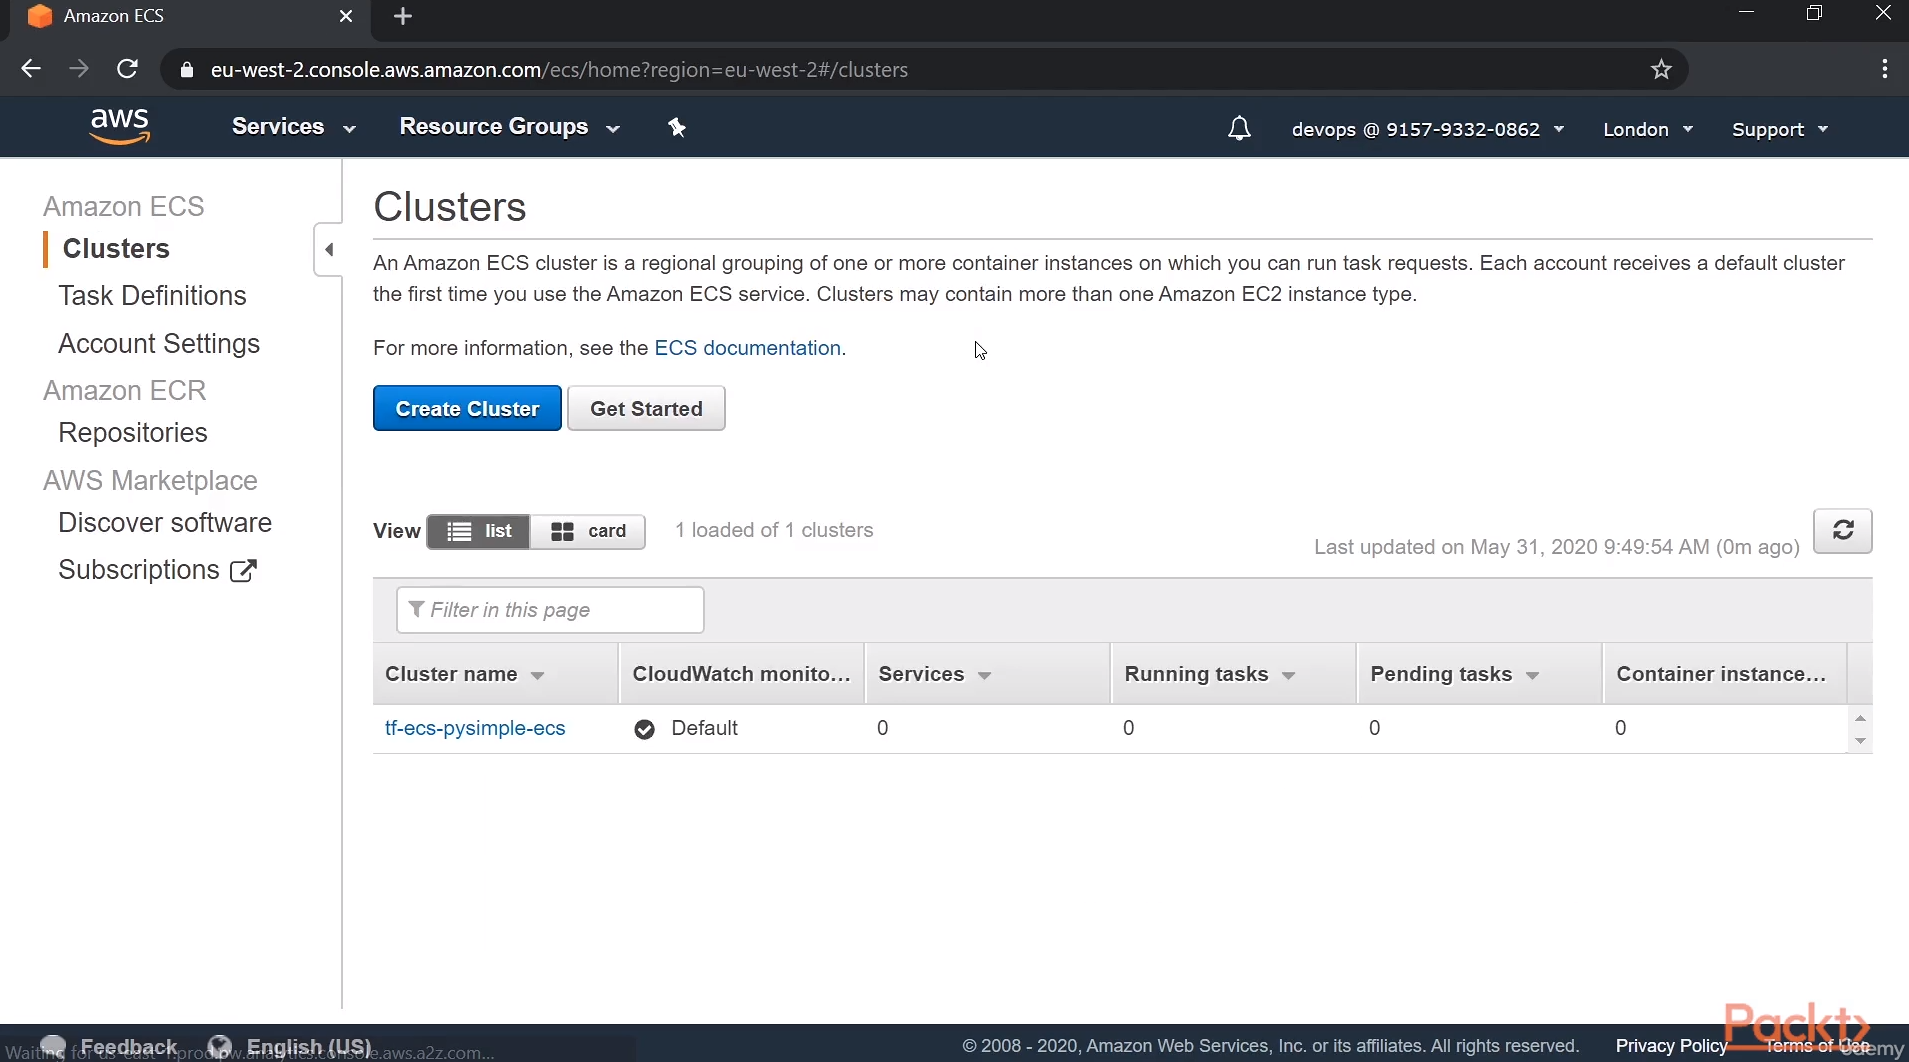 Amazon ECS
eu-west-2.console.aws.amazon.com/ecs/home?region=eu-west-2#/clusters
aws Services Resource Groups devops @ 9157-9332-0862 London Support
Amazon ECS
Clusters
Task Definitions
Account Settings
Amazon ECR
Repositories
AWS Marketplace
Discover software
Subscriptions
Clusters
An Amazon ECS cluster is a regional grouping of one or more container instances on which you can run task requests. Each account receives a default cluster
the first time you use the Amazon ECS service. Clusters may contain more than one Amazon EC2 instance type.
For more information, see the ECS documentation.
Create Cluster Get Started
View list card 1 loaded of 1 clusters
Last updated on May 31, 2020 9:49:54 AM (0m ago)
Filter in this page
Cluster name CloudWatch monito... Services Running tasks Pending tasks Container instance...
tf-ecs-pysimple-ecs Default 0 0 0 0
Feedback English (US) © 2008 - 2020, Amazon Web Services, Inc. or its affiliates. All rights reserved. Privacy Policy Terms of Use
Packt